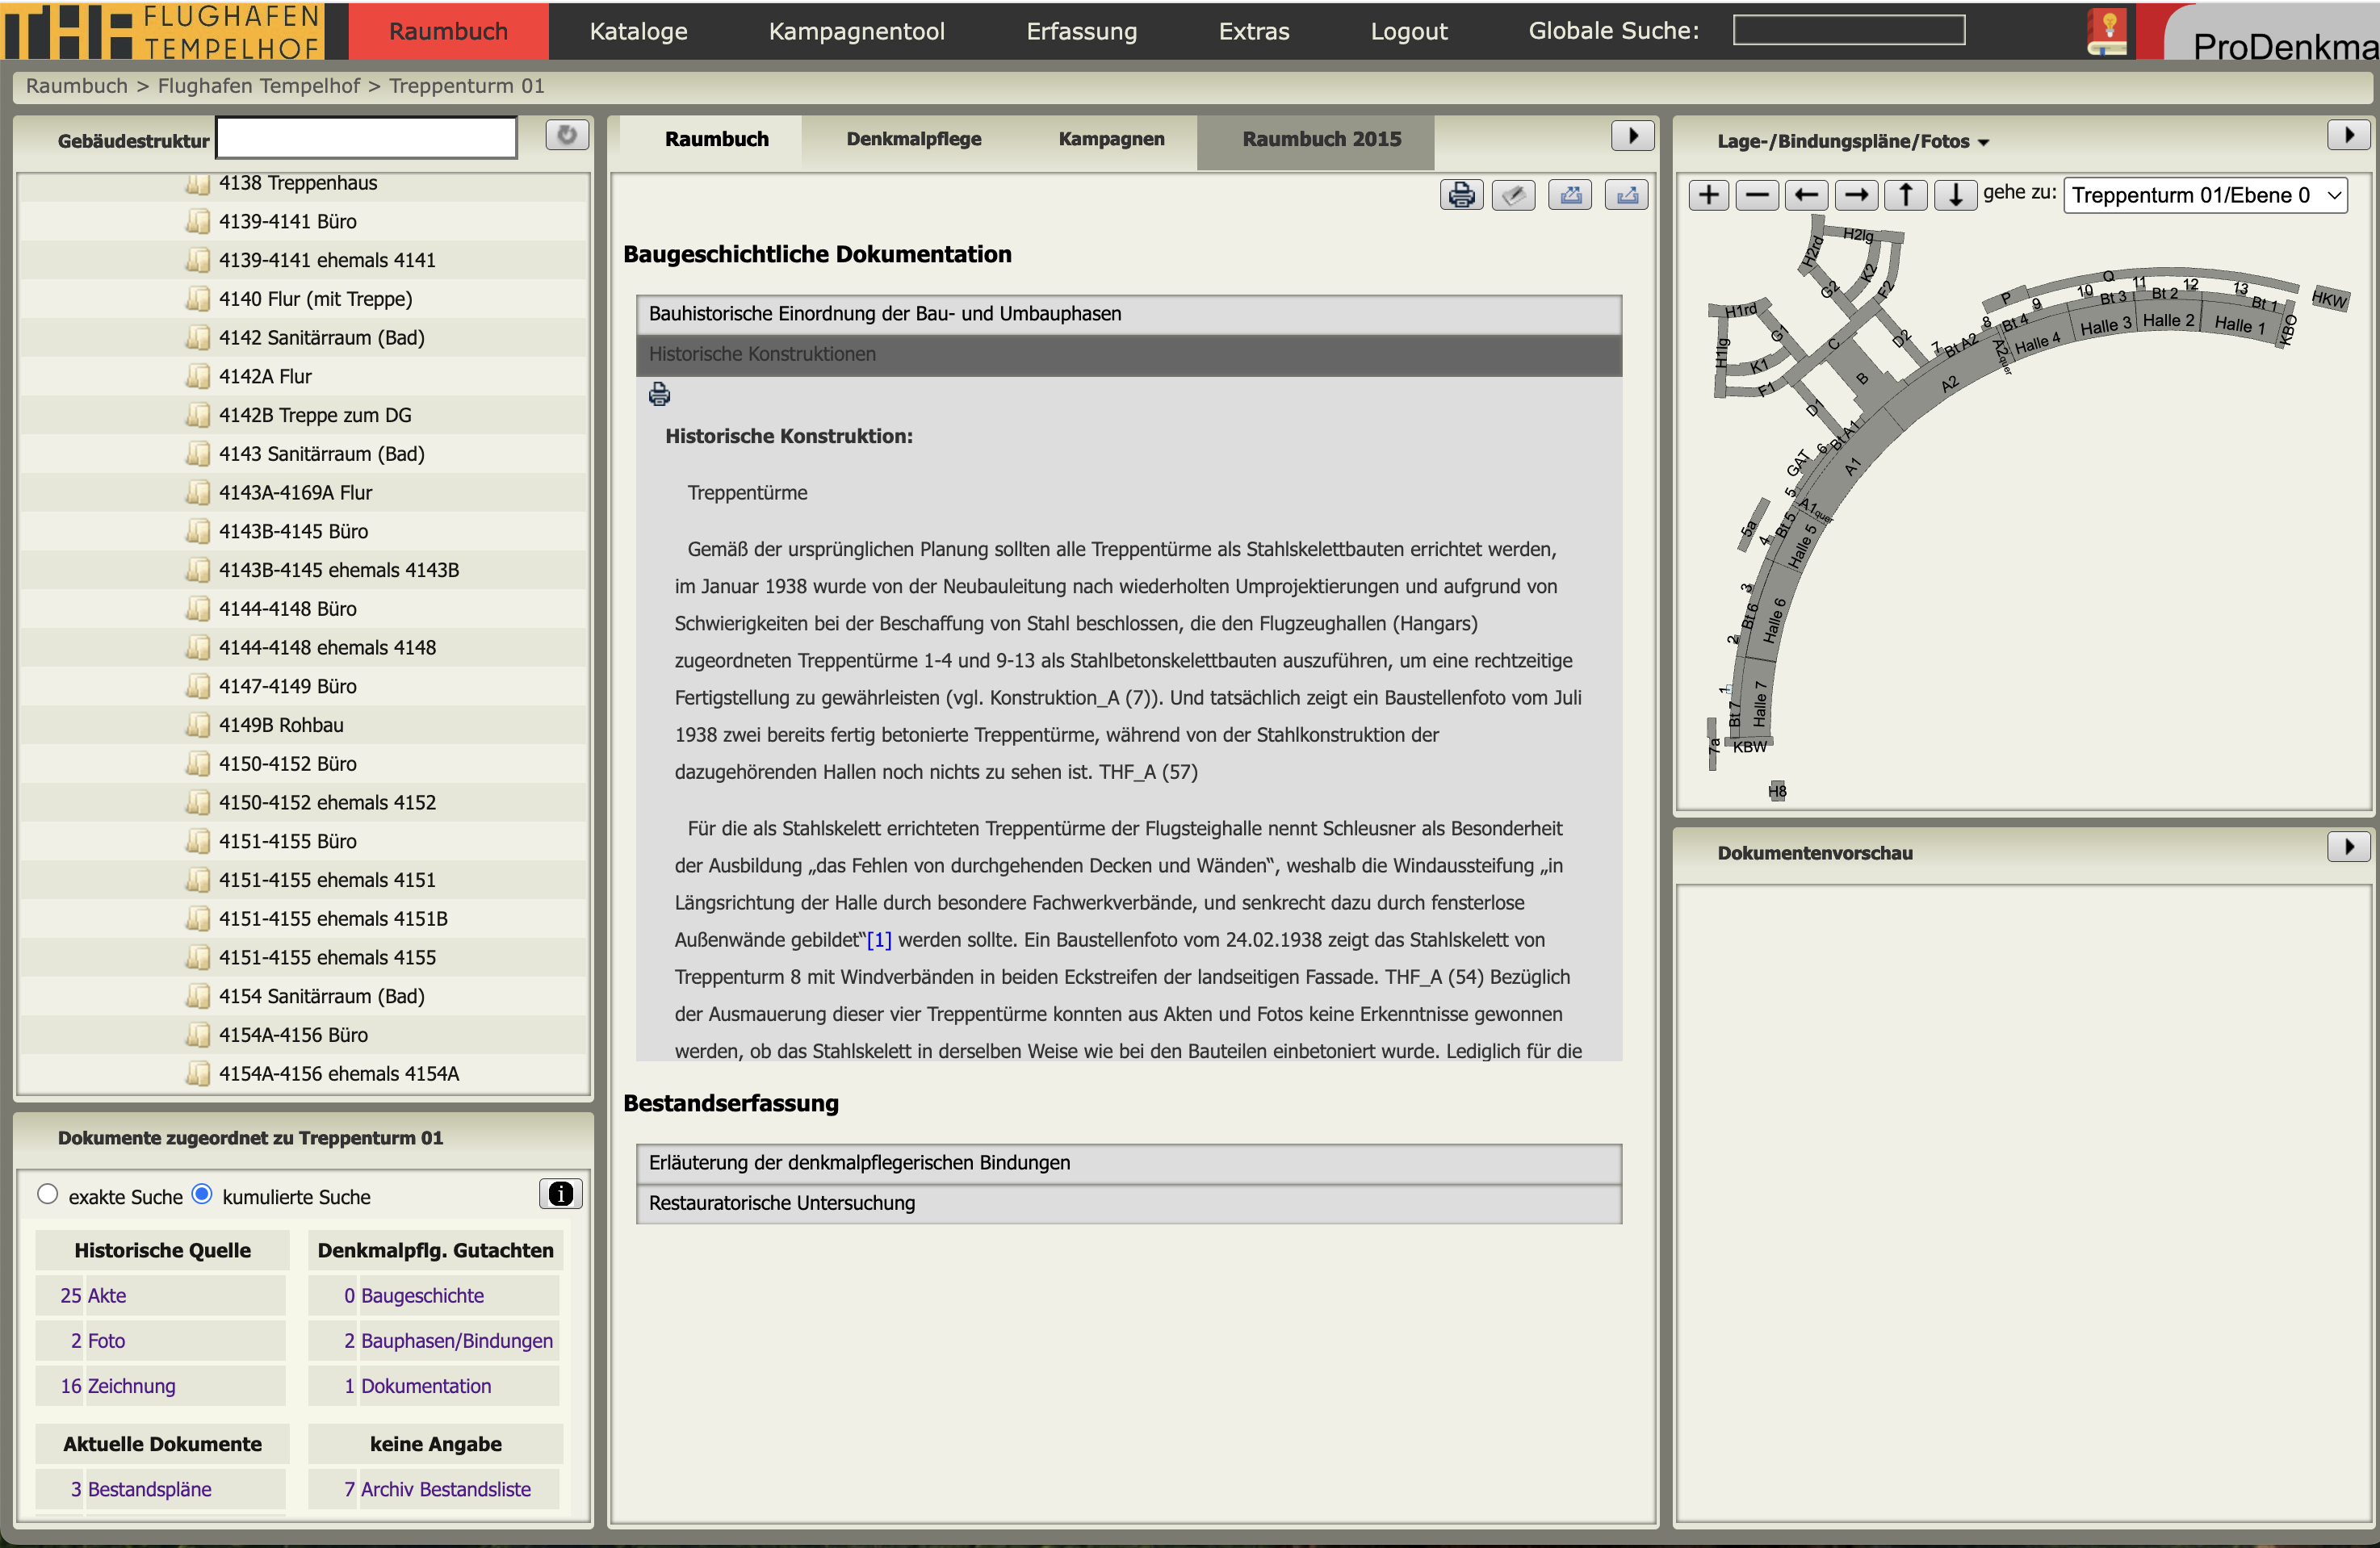 THF FLUGHAFEN TEMPELHOF
Raumbuch Kataloge Kampagnentool Erfassung Extras Logout Globale Suche:
ProDenkma
Raumbuch > Flughafen Tempelhof > Treppenturm 01
Gebäudestruktur
4138 Treppenhaus
4139-4141 Büro
4139-4141 ehemals 4141
4140 Flur (mit Treppe)
4142 Sanitärraum (Bad)
4142A Flur
4142B Treppe zum DG
4143 Sanitärraum (Bad)
4143A-4169A Flur
4143B-4145 Büro
4143B-4145 ehemals 4143B
4144-4148 Büro
4144-4148 ehemals 4148
4147-4149 Büro
4149B Rohbau
4150-4152 Büro
4150-4152 ehemals 4152
4151-4155 Büro
4151-4155 ehemals 4151
4151-4155 ehemals 4151B
4151-4155 ehemals 4155
4154 Sanitärraum (Bad)
4154A-4156 Büro
4154A-4156 ehemals 4154A
Dokumente zugeordnet zu Treppenturm 01
exakte Suche kumulierte Suche
i
Historische Quelle
25 Akte
2 Foto
16 Zeichnung
Denkmalpflg. Gutachten
0 Baugeschichte
2 Bauphasen/Bindungen
1 Dokumentation
Aktuelle Dokumente
3 Bestandspläne
keine Angabe
7 Archiv Bestandsliste
Raumbuch Denkmalpflege Kampagnen Raumbuch 2015
Baugeschichtliche Dokumentation
Bauhistorische Einordnung der Bau- und Umbauphasen
Historische Konstruktionen
Historische Konstruktion:
Treppentürme
Gemäß der ursprünglichen Planung sollten alle Treppentürme als Stahlskelettbauten errichtet werden,
im Januar 1938 wurde von der Neubauleitung nach wiederholten Umprojektierungen und aufgrund von
Schwierigkeiten bei der Beschaffung von Stahl beschlossen, die den Flugzeughallen (Hangars)
zugeordneten Treppentürme 1-4 und 9-13 als Stahlbetonskelettbauten auszuführen, um eine rechtzeitige
Fertigstellung zu gewährleisten (vgl. Konstruktion_A (7)). Und tatsächlich zeigt ein Baustellenfoto vom Juli
1938 zwei bereits fertig betonierte Treppentürme, während von der Stahlkonstruktion der
dazugehörenden Hallen noch nichts zu sehen ist. THF_A (57)
Für die als Stahlskelett errichteten Treppentürme der Flugsteighalle nennt Schleusner als Besonderheit
der Ausbildung „das Fehlen von durchgehenden Decken und Wänden“, weshalb die Windaussteifung „in
Längsrichtung der Halle durch besondere Fachwerkverbände, und senkrecht dazu durch fensterlose
Außenwände gebildet“[1] werden sollte. Ein Baustellenfoto vom 24.02.1938 zeigt das Stahlskelett von
Treppenturm 8 mit Windverbänden in beiden Eckstreifen der landseitigen Fassade. THF_A (54) Bezüglich
der Ausmauerung dieser vier Treppentürme konnten aus Akten und Fotos keine Erkenntnisse gewonnen
werden, ob das Stahlskelett in derselben Weise wie bei den Bauteilen einbetoniert wurde. Lediglich für die
Bestandserfassung
Erläuterung der denkmalpflegerischen Bindungen
Restauratorische Untersuchung
Lage-/Bindungspläne/Fotos
gehe zu: Treppenturm 01/Ebene 0
H2rd
H2lg
K2
G2
F2
H1rd
G1
H1lg
K1
F1
C
D2
B
D1
P
Q
9
10
11
12
13
HKW
Bt 4
Bt 3
Bt 2
Bt 1
8
Halle 4
Halle 3
Halle 2
Halle 1
KBO
7
Bt A2
A2quer
A2
Bt A1
6
GAT
A1
5
A1quer
5a
Bt 5
4
Halle 5
3
Bt 6
Halle 6
2
1
Bt 7
Halle 7
7a
KBW
H8
Dokumentenvorschau